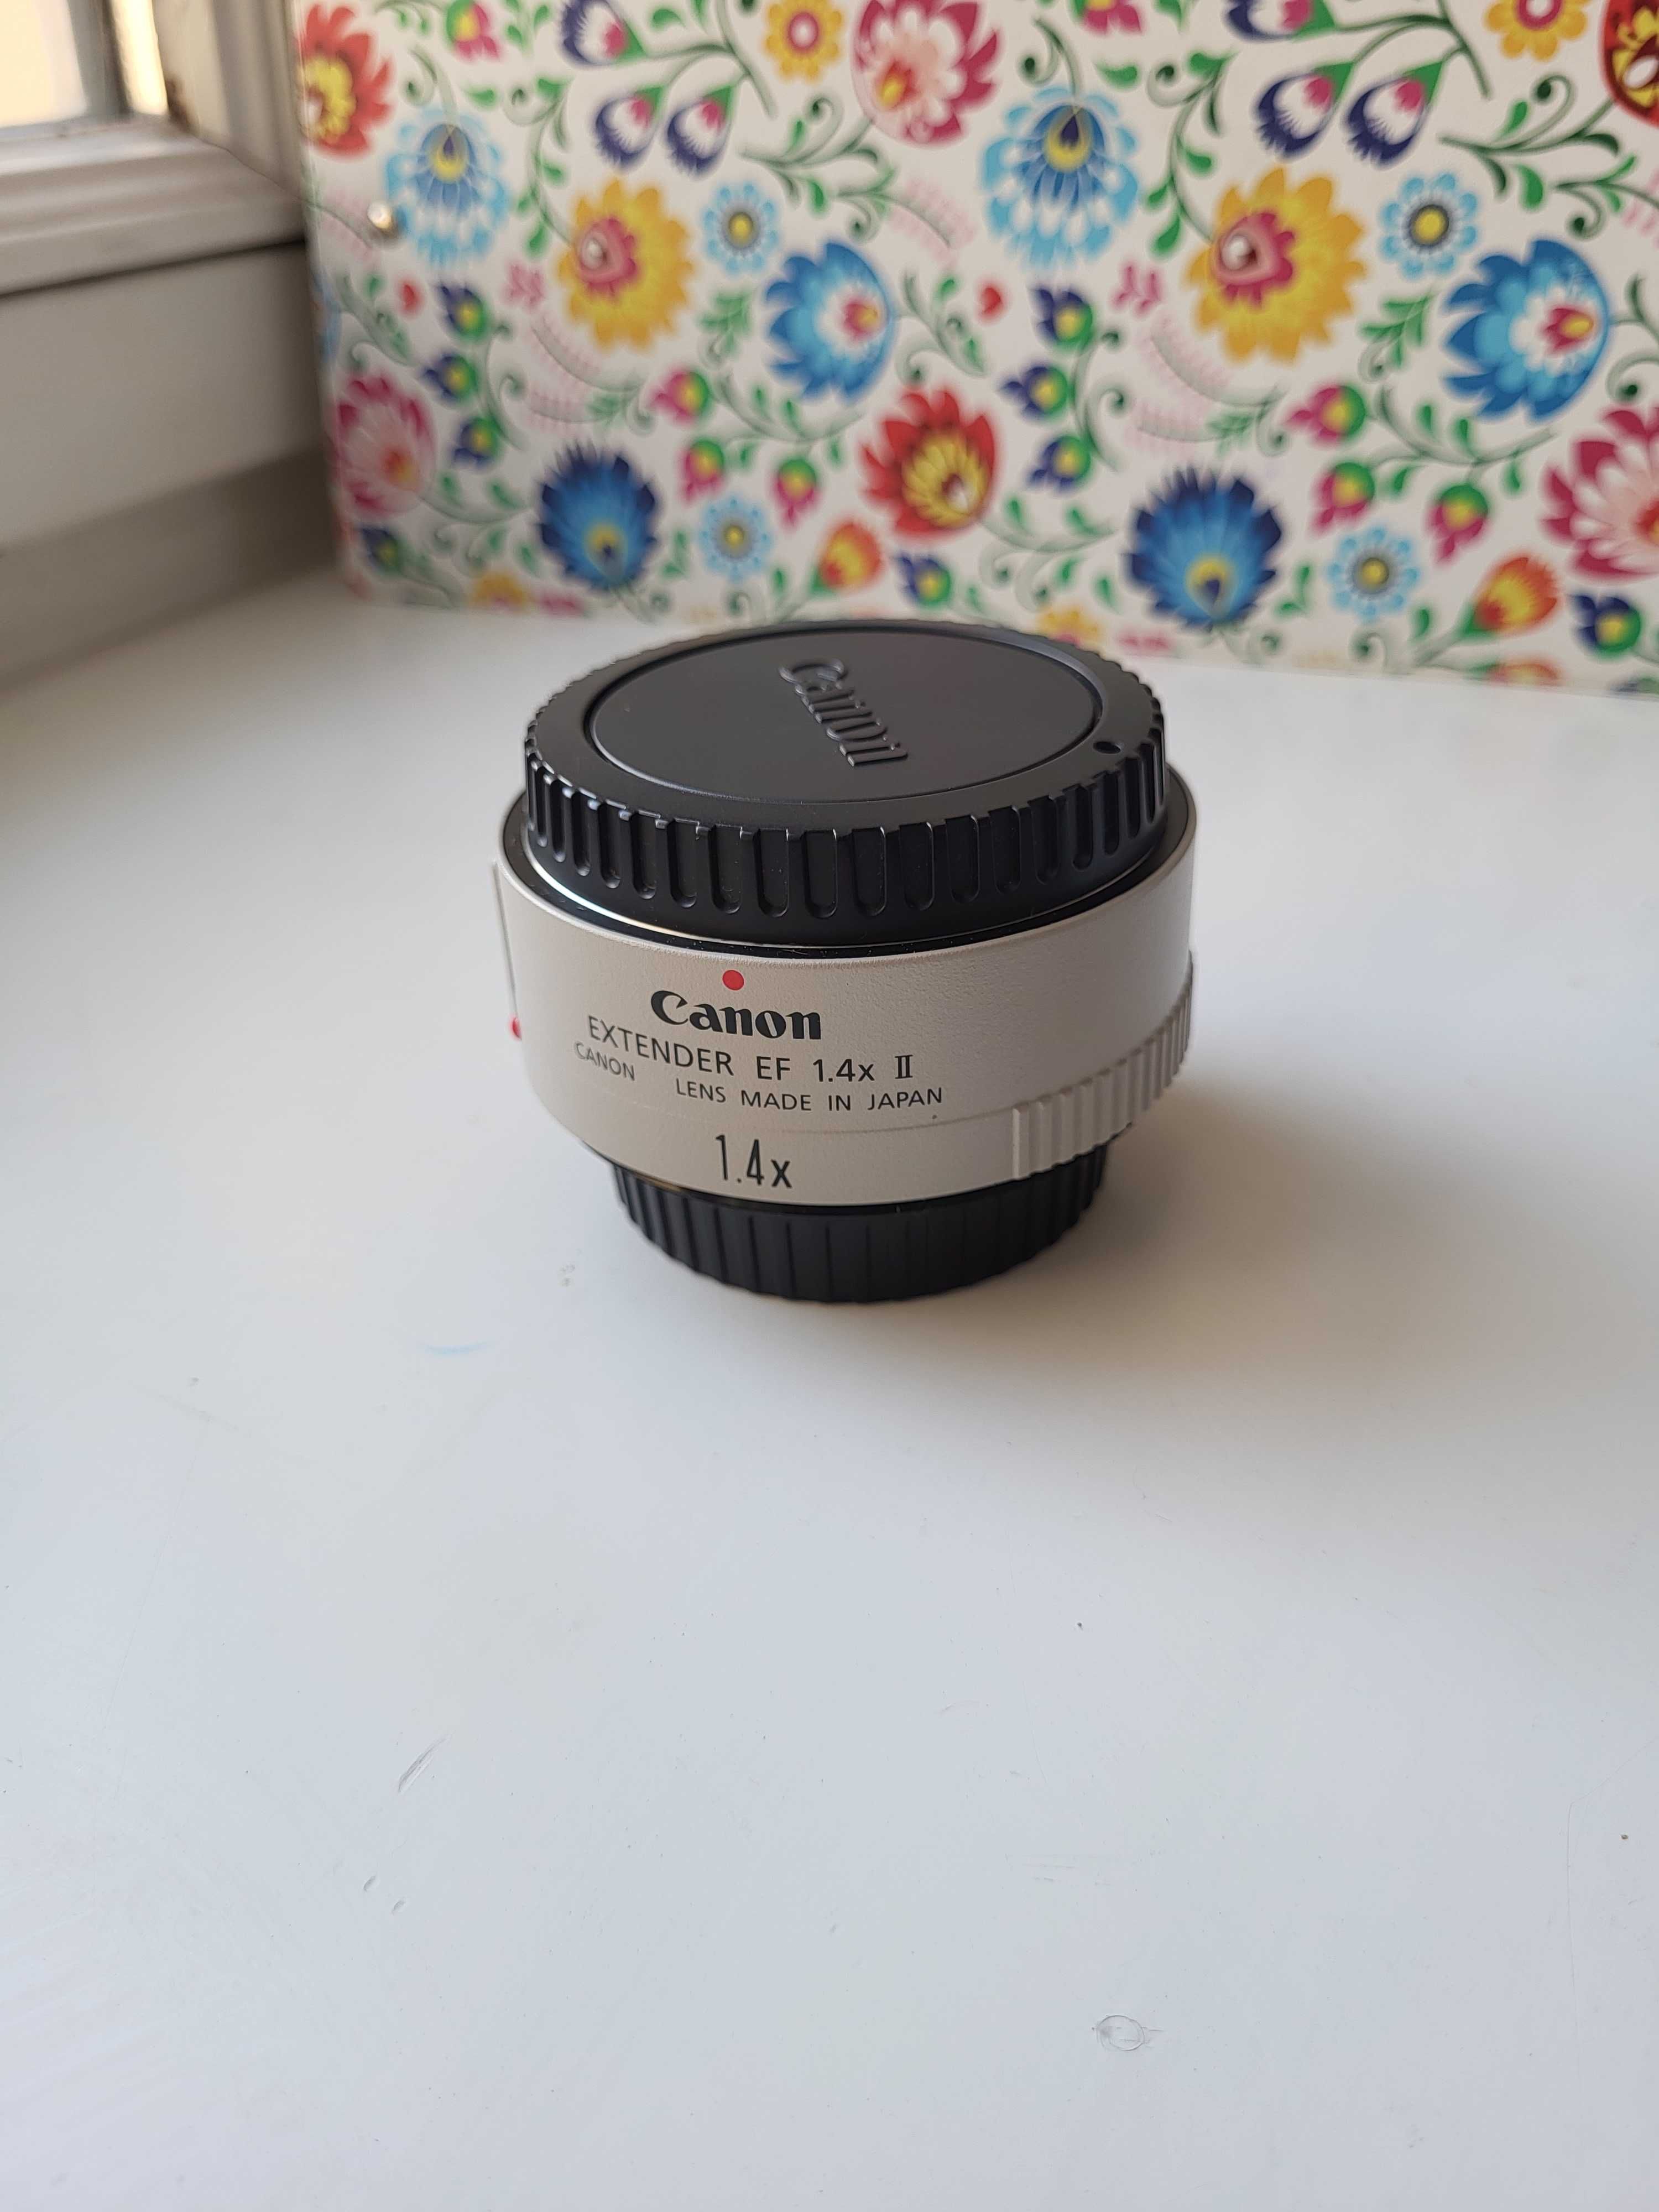 Canon
Canon
EXTENDER EF 1.4x II
CANON LENS MADE IN JAPAN
1.4x